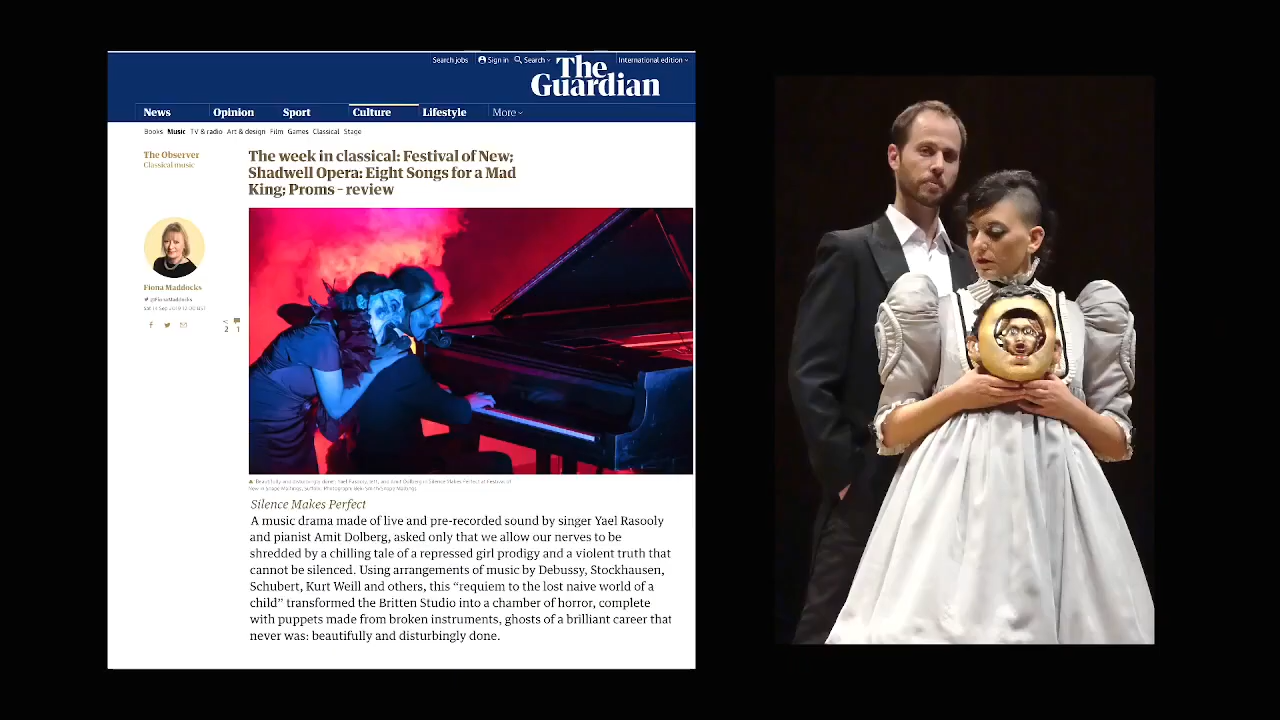 Search jobs
Sign in
Search
International edition
The
Guardian
News
Opinion
Sport
Culture
Lifestyle
More
Books Music TV & radio Art & design Film Games Classical Stage
The Observer
Classical music
The week in classical: Festival of New;
Shadwell Opera: Eight Songs for a Mad
King; Proms – review
Fiona Maddocks
@FionaMaddocks
2 1
Silence Makes Perfect
A music drama made of live and pre-recorded sound by singer Yael Rasooly
and pianist Amit Dolberg, asked only that we allow our nerves to be
shredded by a chilling tale of a repressed girl prodigy and a violent truth that
cannot be silenced. Using arrangements of music by Debussy, Stockhausen,
Schubert, Kurt Weill and others, this “requiem to the lost naive world of a
child” transformed the Britten Studio into a chamber of horror, complete
with puppets made from broken instruments, ghosts of a brilliant career that
never was: beautifully and disturbingly done.